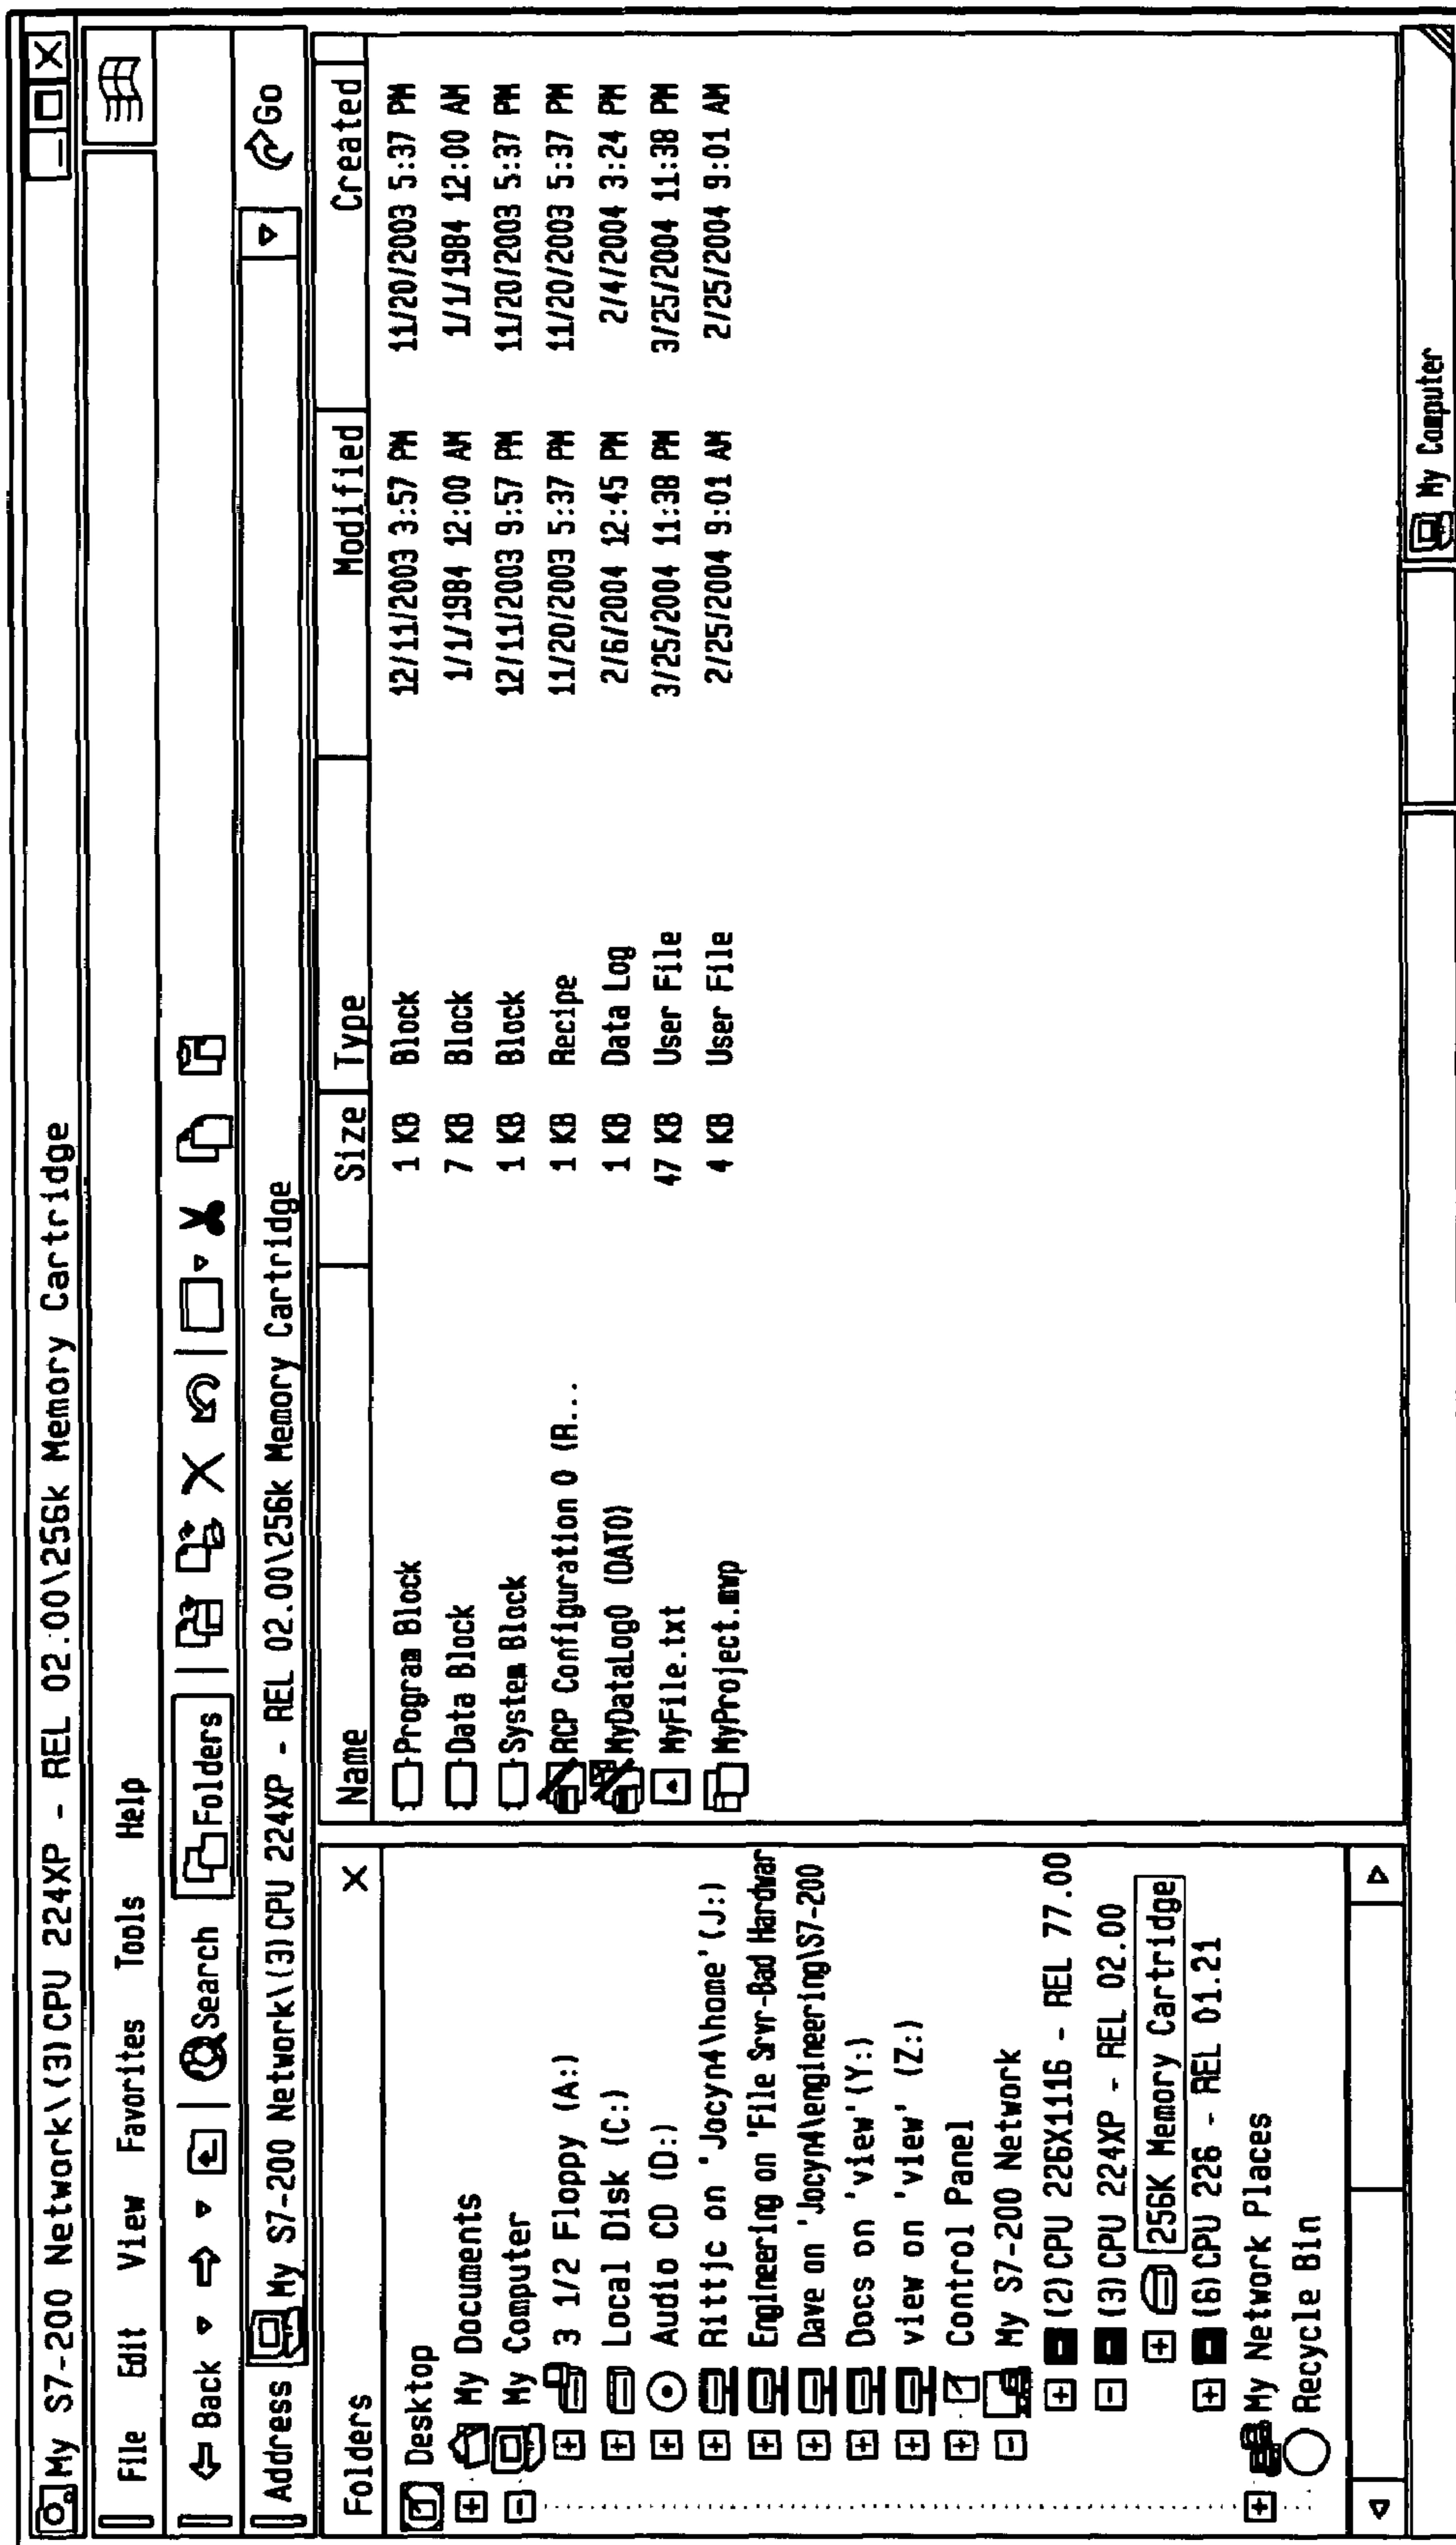 My S7-200 Network\(3)CPU 224XP - REL 02.00\256k Memory Cartridge
File Edit View Favorites Tools Help
Back Search Folders
Address My S7-200 Network\(3)CPU 224XP - REL 02.00\256k Memory Cartridge Go
Folders X
Desktop
My Documents
My Computer
3 1/2 Floppy (A:)
Local Disk (C:)
Audio CD (D:)
Rittjc on 'Jocyn4\home'(J:)
Engineering on 'File Srvr-Bad Hardwar
Dave on 'Jocyn4\engineering\S7-200
Docs on 'view'(Y:)
view on 'view' (Z:)
Control Panel
My S7-200 Network
(2)CPU 226X1116 - REL 77.00
(3)CPU 224XP - REL 02.00
256K Memory Cartridge
(6)CPU 226 - REL 01.21
My Network Places
Recycle Bin
Name Size Type Modified Created
Program Block 1 KB Block 12/11/2003 3:57 PM 11/20/2003 5:37 PM
Data Block 7 KB Block 1/1/1984 12:00 AM 1/1/1984 12:00 AM
System Block 1 KB Block 12/11/2003 9:57 PM 11/20/2003 5:37 PM
RCP Configuration 0 (R... 1 KB Recipe 11/20/2003 5:37 PM 11/20/2003 5:37 PM
MyDataLog0 (DAT0) 1 KB Data Log 2/6/2004 12:45 PM 2/4/2004 3:24 PM
MyFile.txt 47 KB User File 3/25/2004 11:38 PM 3/25/2004 11:38 PM
MyProject.mwp 4 KB User File 2/25/2004 9:01 AM 2/25/2004 9:01 AM
My Computer